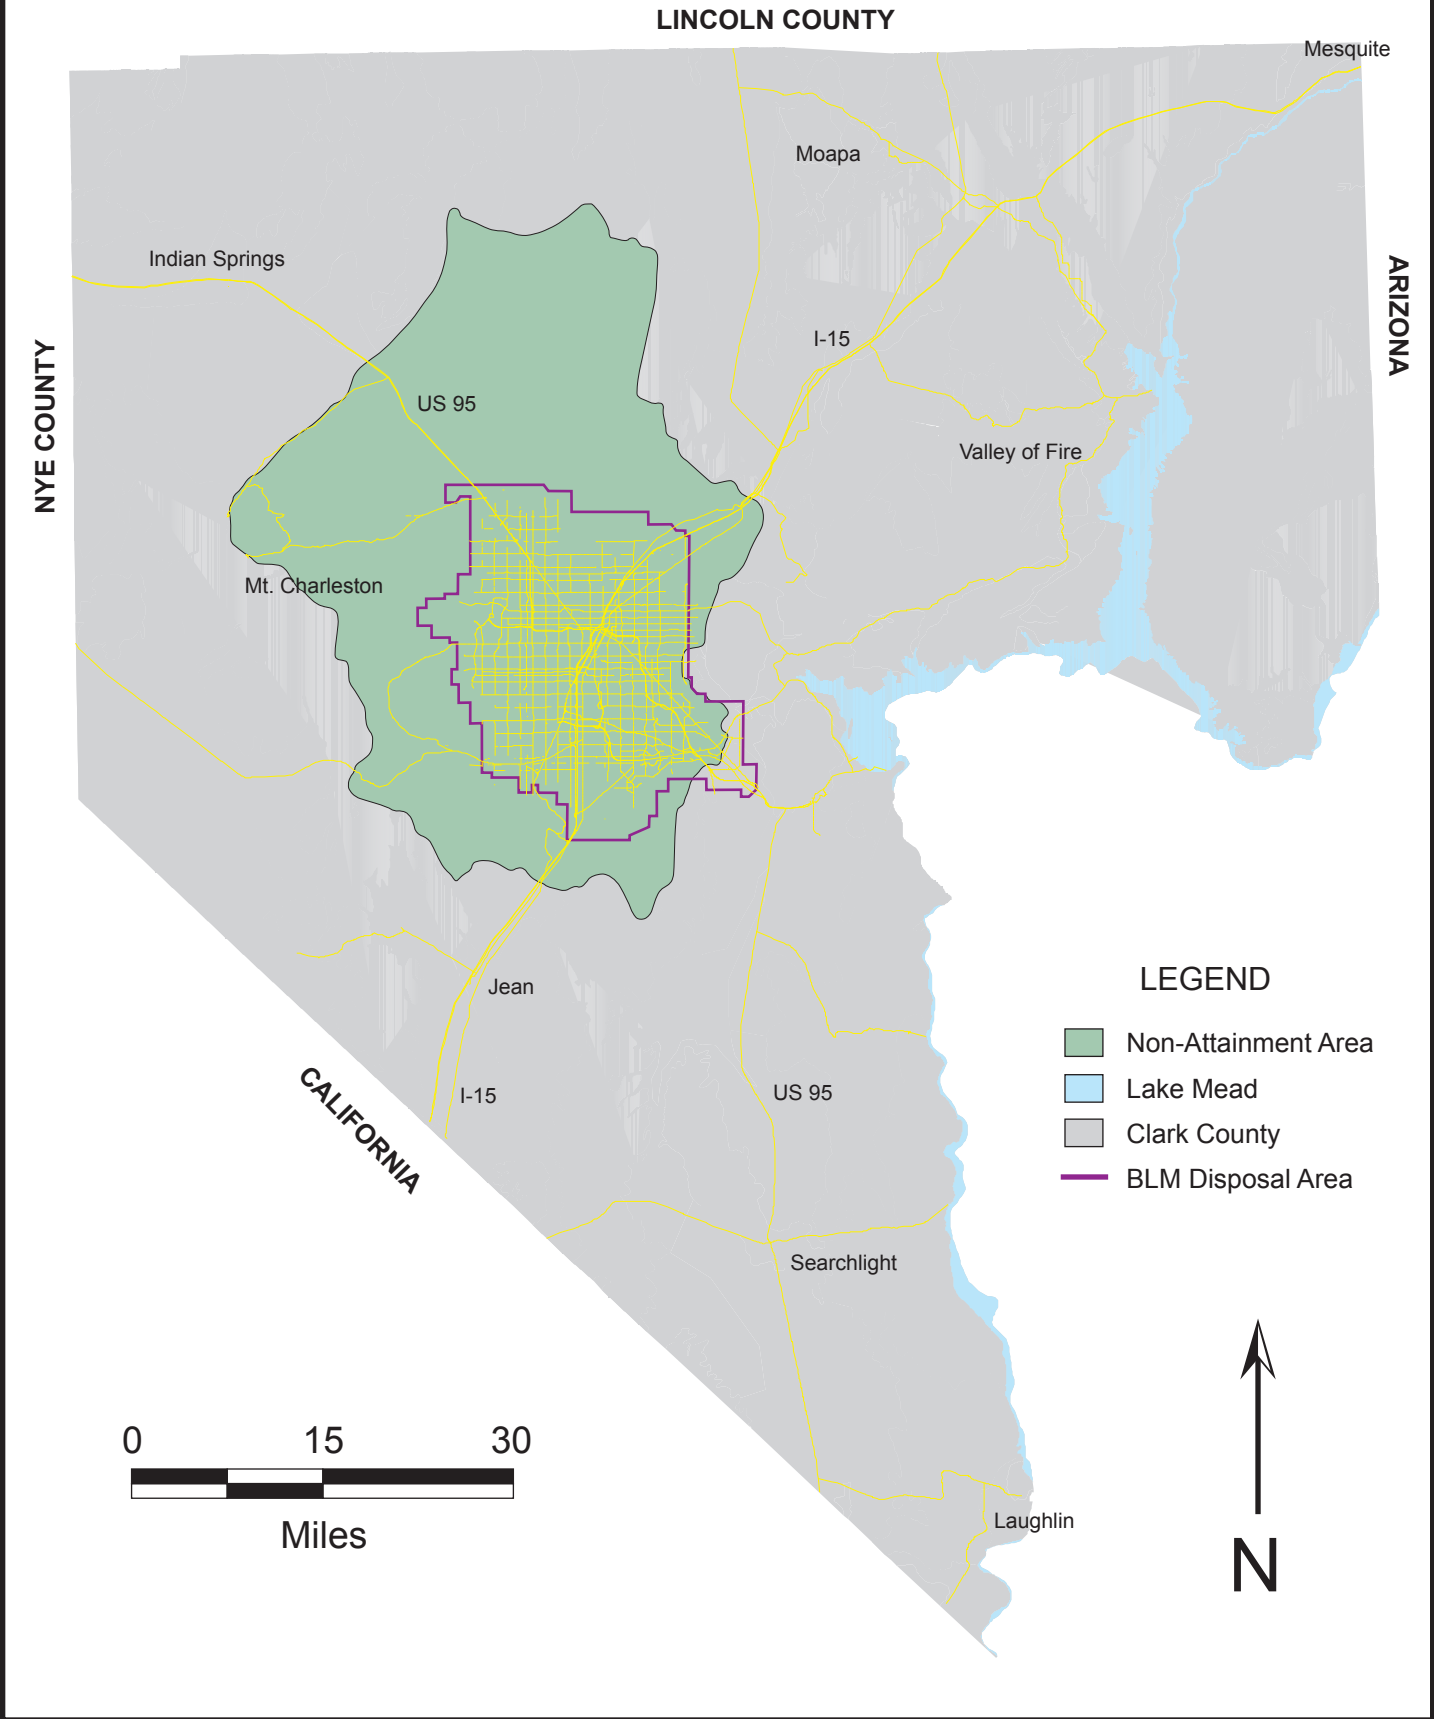 LINCOLN COUNTY
Mesquite
Moapa
Indian Springs
ARIZONA
I-15
NYE COUNTY
US 95
Valley of Fire
Mt. Charleston
LEGEND
Jean
Non-Attainment Area
Lake Mead
I-15
US 95
Clark County
CALIFORNIA
BLM Disposal Area
Searchlight
0 15 30
Miles
Laughlin
N